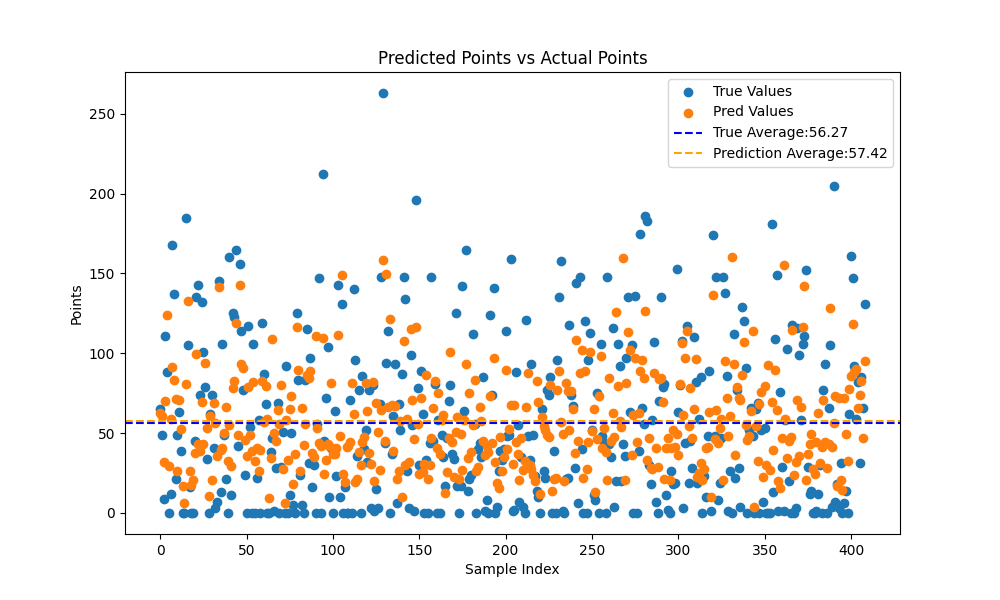 Predicted Points vs Actual Points
True Values
Pred Values
True Average:56.27
Prediction Average:57.42
Points
250
200
150
100
50
0
0 50 100 150 200 250 300 350 400
Sample Index